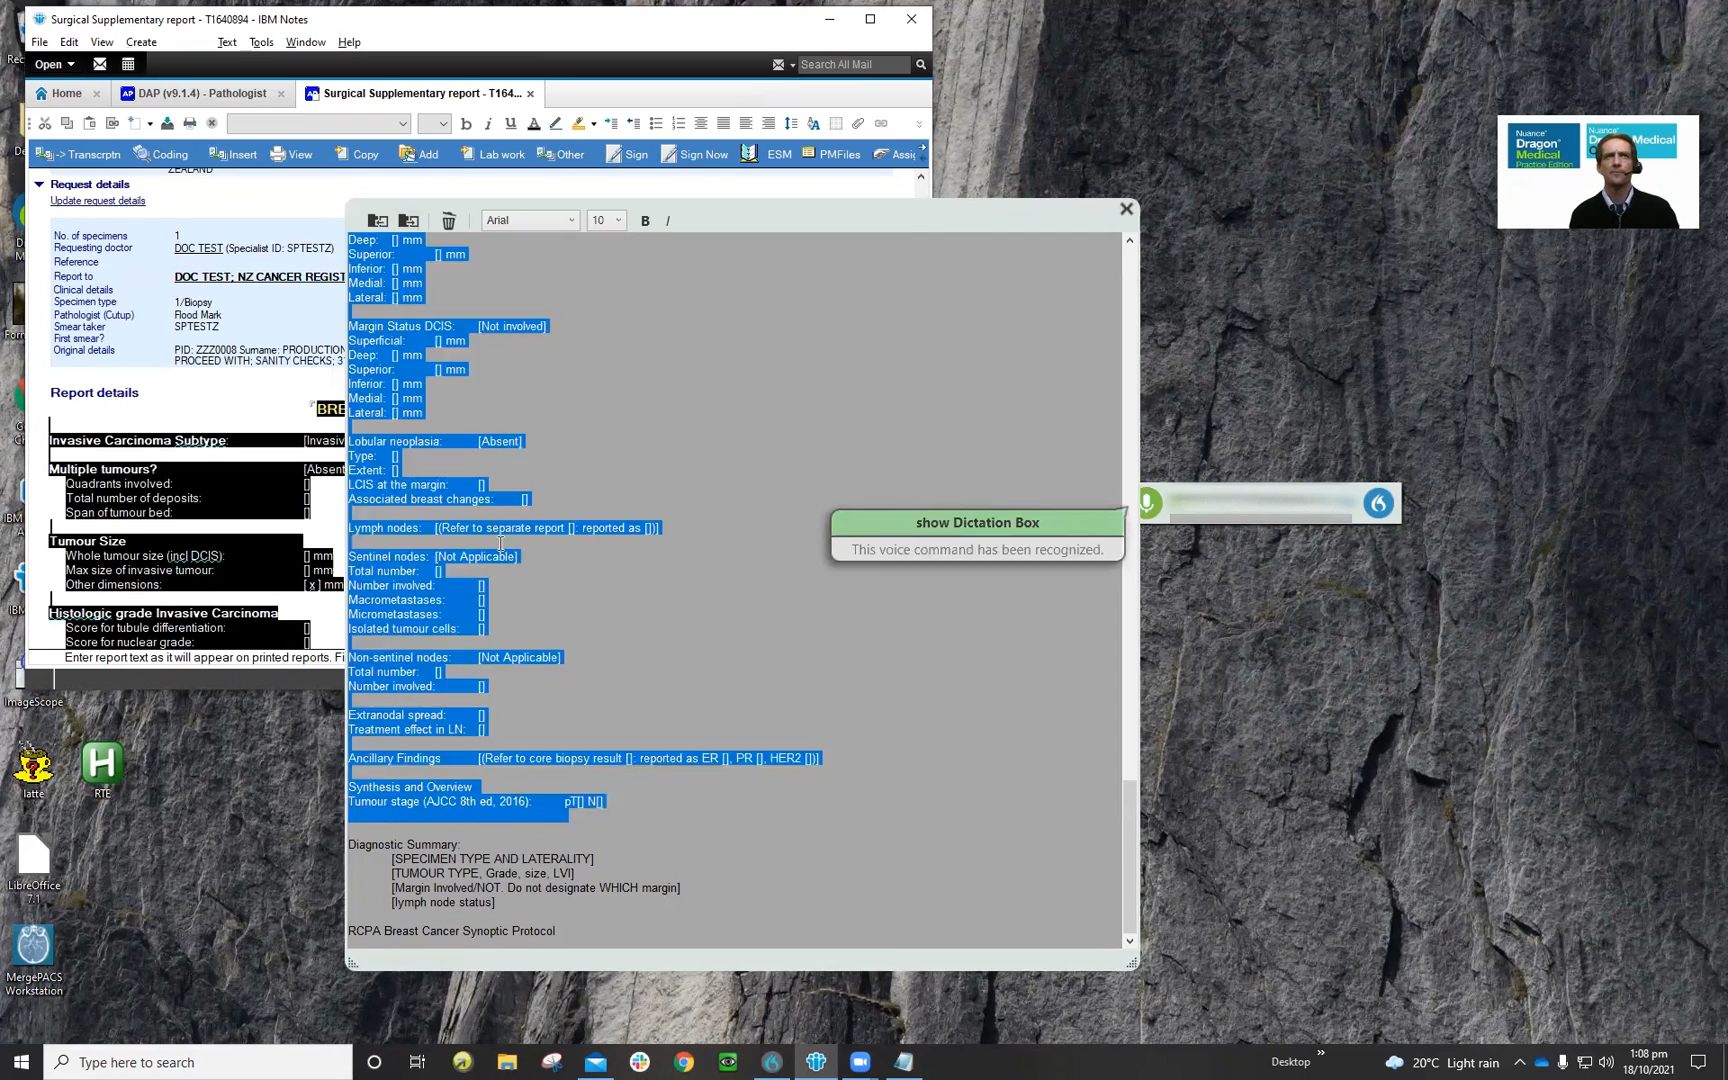 Surgical Supplementary report - T1640894 - IBM Notes
File Edit View Create Text Tools Window Help
Open Search All Mail
Home DAP (v9.1.4) - Pathologist Surgical Supplementary report - T164...
-> Transcrptn Coding Insert View Copy Add Lab work Other Sign Sign Now ESM PMFiles Assig
ZEALAND
Request details
Update request details
No. of specimens 1
Requesting doctor DOC TEST (Specialist ID: SPTESTZ)
Reference
Report to DOC TEST; NZ CANCER REGIST
Clinical details
Specimen type 1/Biopsy
Pathologist (Cutup) Flood Mark
Smear taker SPTESTZ
First smear?
Original details PID: ZZZ0008 Surname: PRODUCTION
PROCEED WITH; SANITY CHECKS; 3
Report details
BRE
Invasive Carcinoma Subtype: [Invasiv
Multiple tumours? [Absent
Quadrants involved: []
Total number of deposits: []
Span of tumour bed: []
Tumour Size
Whole tumour size (incl DCIS): [] mm
Max size of invasive tumour: [] mm
Other dimensions: [ x ] mm
Histologic grade Invasive Carcinoma
Score for tubule differentiation: []
Score for nuclear grade: []
Enter report text as it will appear on printed reports. Fi
Arial 10 B I
Deep: [] mm
Superior: [] mm
Inferior: [] mm
Medial: [] mm
Lateral: [] mm
Margin Status DCIS: [Not involved]
Superficial: [] mm
Deep: [] mm
Superior: [] mm
Inferior: [] mm
Medial: [] mm
Lateral: [] mm
Lobular neoplasia: [Absent]
Type: []
Extent: []
LCIS at the margin: []
Associated breast changes: []
Lymph nodes: [(Refer to separate report []: reported as [])]
Sentinel nodes: [Not Applicable]
Total number: []
Number involved: []
Macrometastases: []
Micrometastases: []
Isolated tumour cells: []
Non-sentinel nodes: [Not Applicable]
Total number: []
Number involved: []
Extranodal spread: []
Treatment effect in LN: []
Ancillary Findings [(Refer to core biopsy result []: reported as ER [], PR [], HER2 [])]
Synthesis and Overview
Tumour stage (AJCC 8th ed, 2016): pT[] N[]
Diagnostic Summary:
[SPECIMEN TYPE AND LATERALITY]
[TUMOUR TYPE, Grade, size, LVI]
[Margin Involved/NOT. Do not designate WHICH margin]
[lymph node status]
RCPA Breast Cancer Synoptic Protocol
show Dictation Box
This voice command has been recognized.
Nuance
Dragon
Medical
Practice Edition
Nuance
Dragon Medical
ImageScope
latte
RTE
LibreOffice
7.1
MergePACS
Workstation
Type here to search
Desktop
20°C Light rain
1:08 pm
18/10/2021